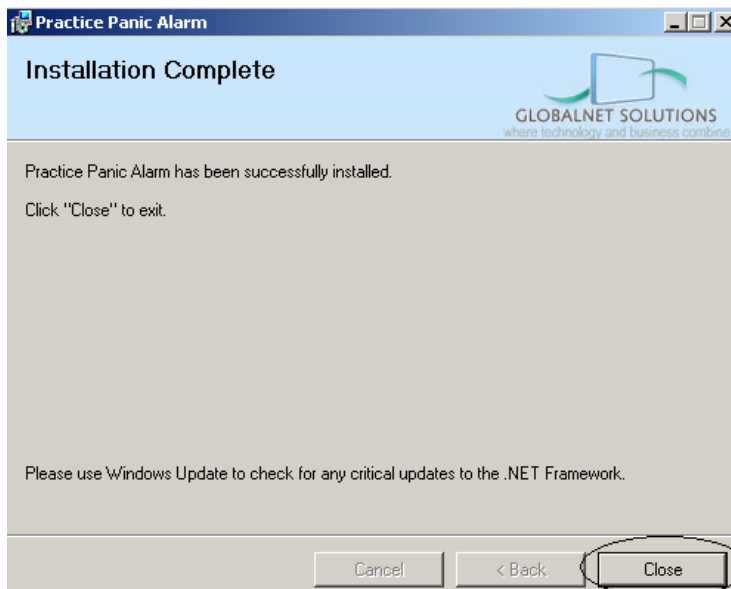 Practice Panic Alarm
Installation Complete
GLOBALNET SOLUTIONS
where technology and business combine
Practice Panic Alarm has been successfully installed.
Click "Close" to exit.
Please use Windows Update to check for any critical updates to the .NET Framework.
Cancel
< Back
Close